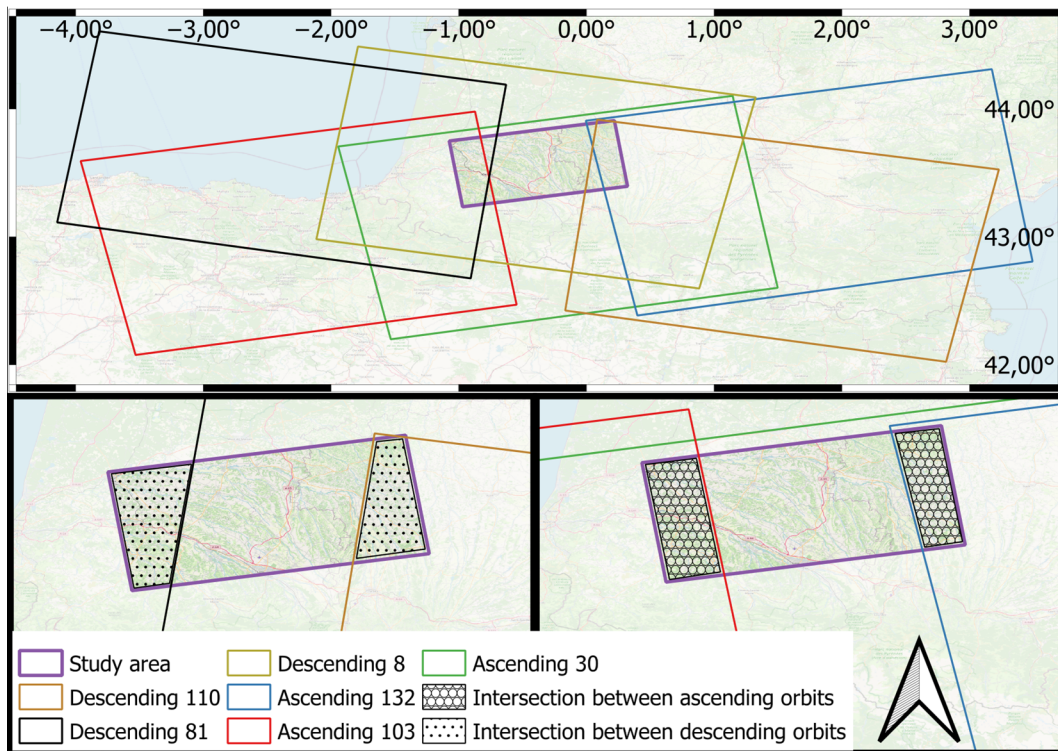 −4,00° −3,00° −2,00° −1,00° 0,00° 1,00° 2,00° 3,00°
44,00°
43,00°
42,00°
Study area
Descending 8
Ascending 30
Descending 110
Ascending 132
Intersection between ascending orbits
Descending 81
Ascending 103
Intersection between descending orbits